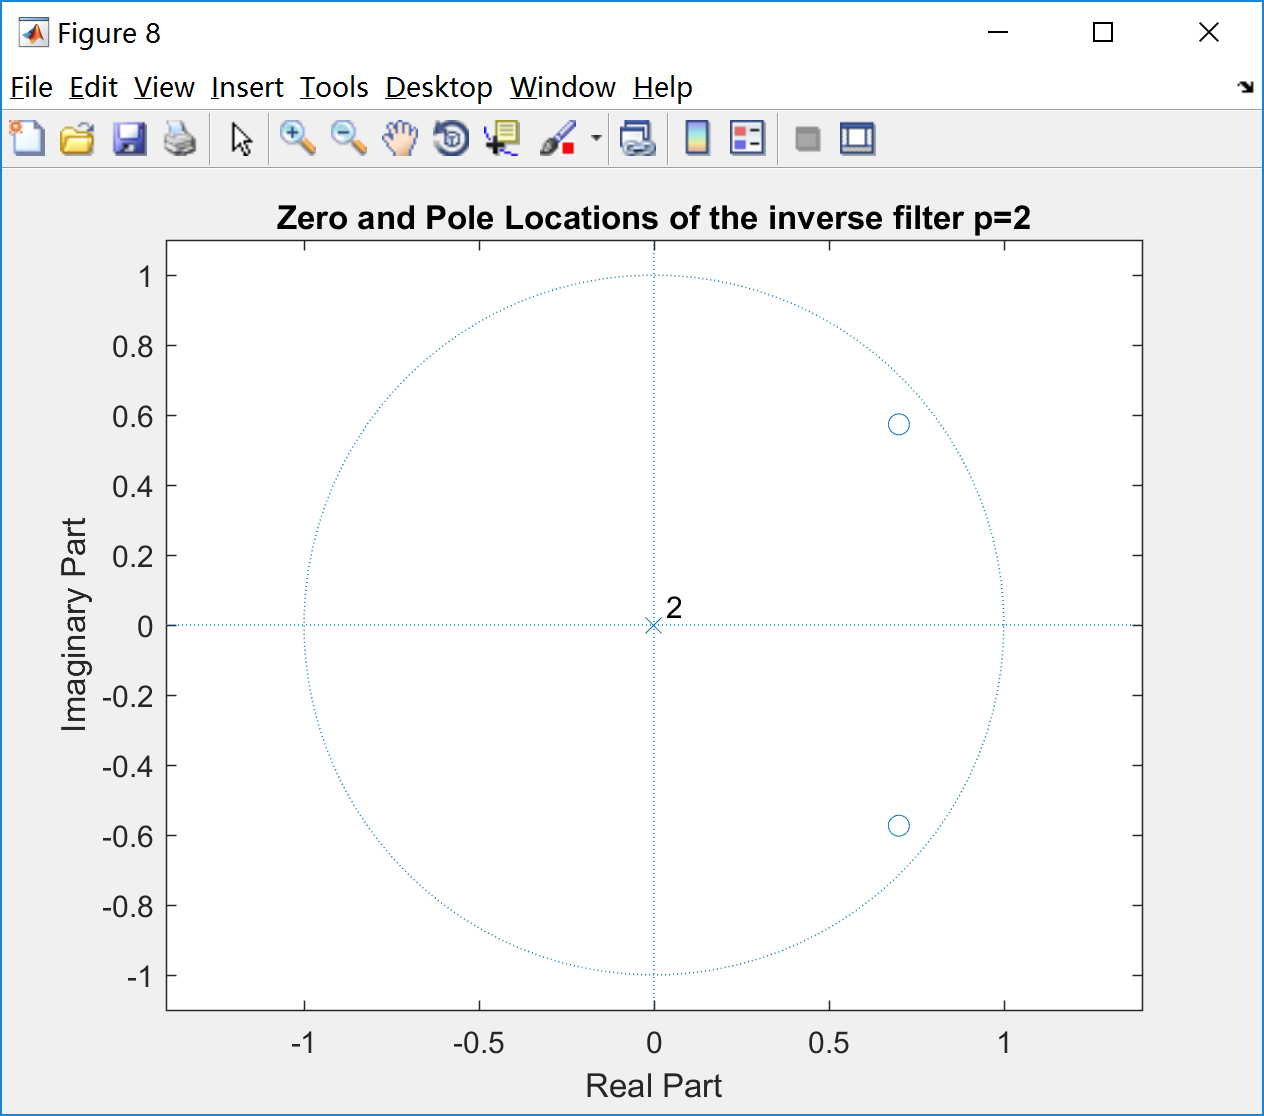 Figure 8
File Edit View Insert Tools Desktop Window Help
Zero and Pole Locations of the inverse filter p=2
1
0.8
0.6
0.4
0.2
0
-0.2
-0.4
-0.6
-0.8
-1
Imaginary Part
2
-1 -0.5 0 0.5 1
Real Part